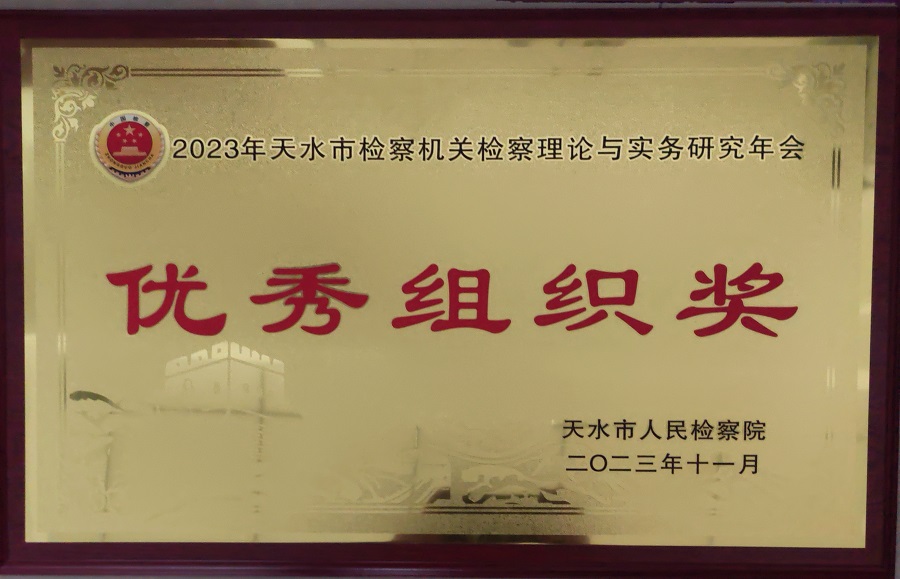 2023年天水市检察机关检察理论与实务研究年会
优秀组织奖
天水市人民检察院
二〇二三年十一月